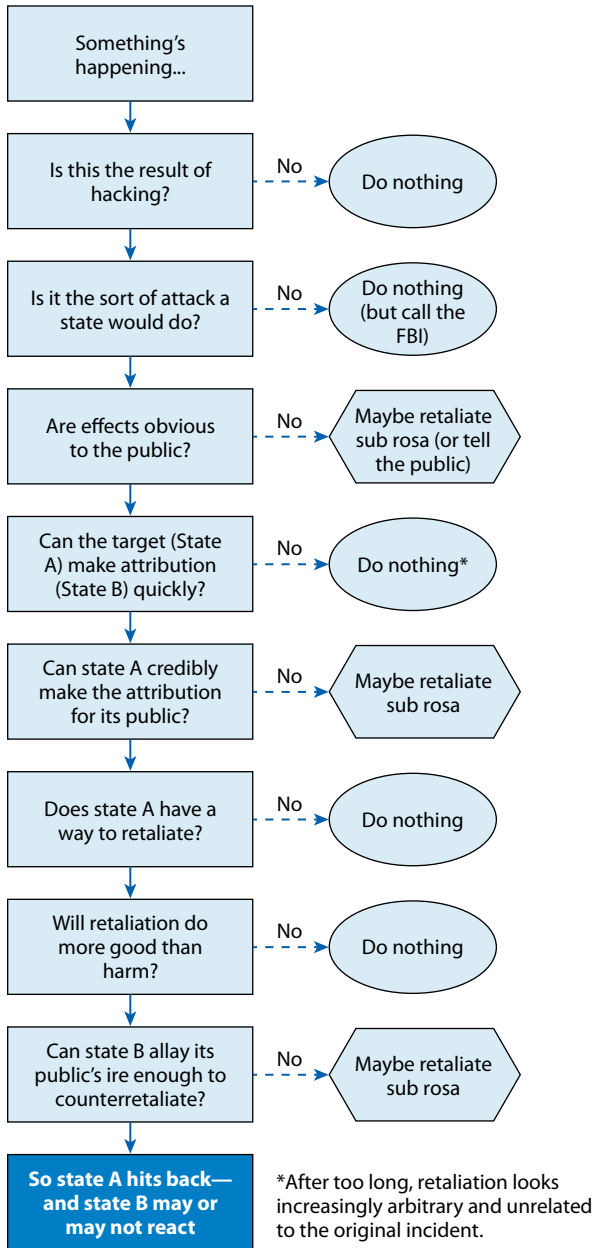 Something's
happening...
Is this the result of
hacking?
No
Do nothing
Is it the sort of attack a
state would do?
No
Do nothing
(but call the
FBI)
Are effects obvious
to the public?
No
Maybe retaliate
sub rosa (or tell
the public)
Can the target (State
A) make attribution
(State B) quickly?
No
Do nothing*
Can state A credibly
make the attribution
for its public?
No
Maybe retaliate
sub rosa
Does state A have a
way to retaliate?
No
Do nothing
Will retaliation do
more good than
harm?
No
Do nothing
Can state B allay its
public's ire enough to
counterretaliate?
No
Maybe retaliate
sub rosa
So state A hits back—
and state B may or
may not react
*After too long, retaliation looks
increasingly arbitrary and unrelated
to the original incident.